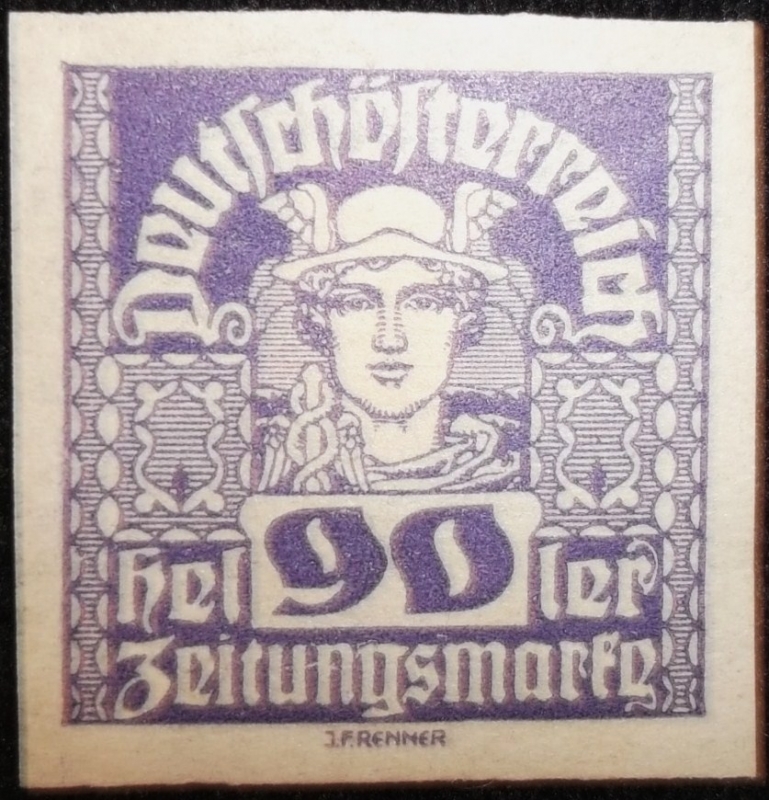 Deutschösterreich
hel 90 ler
Zeitungsmarke
J.F.RENNER